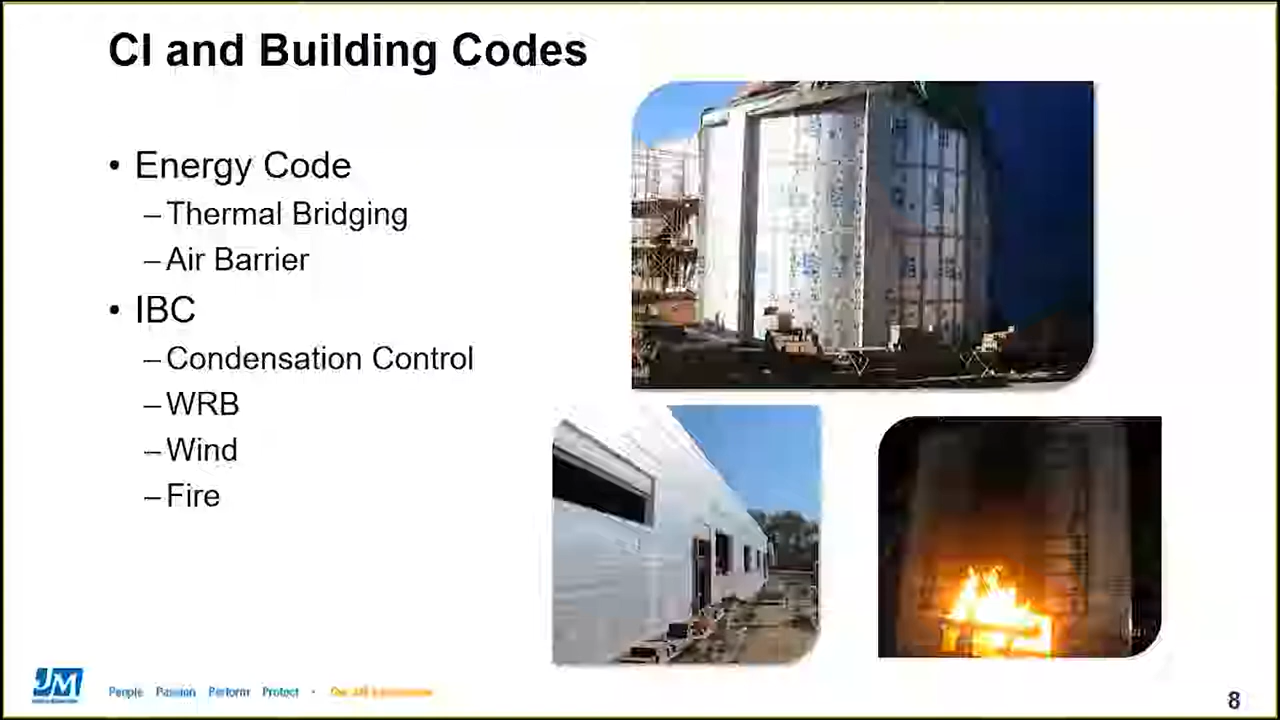 CI and Building Codes
• Energy Code
– Thermal Bridging
– Air Barrier
• IBC
– Condensation Control
– WRB
– Wind
– Fire
JM
People Passion Perform Protect
8